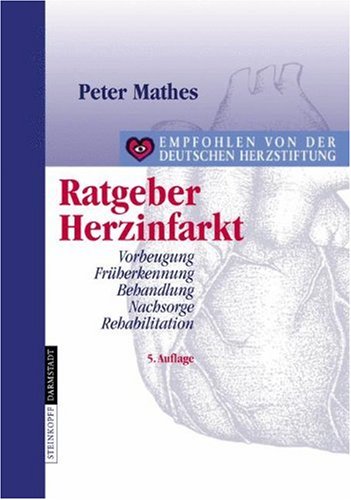 Peter Mathes
EMPFOHLEN VON DER
DEUTSCHEN HERZSTIFTUNG
Ratgeber
Herzinfarkt
Vorbeugung
Früherkennung
Behandlung
Nachsorge
Rehabilitation
5. Auflage
STEINKOPFF
DARMSTADT